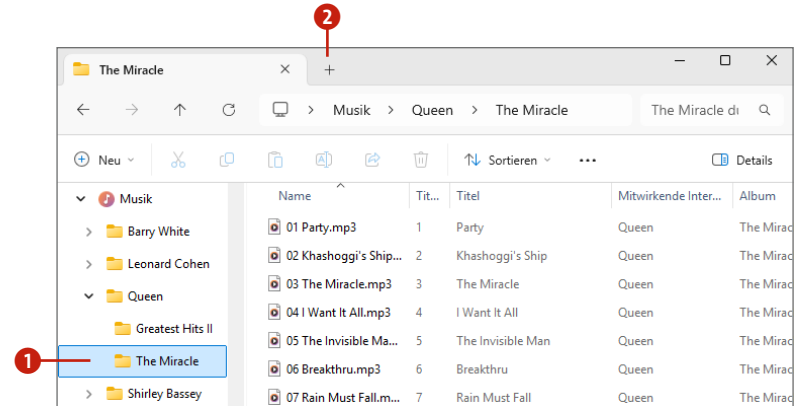 2
The Miracle
Musik > Queen > The Miracle The Miracle du
Neu Sortieren ... Details
Musik
Barry White
Leonard Cohen
Queen
Greatest Hits II
1 The Miracle
Shirley Bassey
Name Tit... Titel Mitwirkende Inter... Album
01 Party.mp3 1 Party Queen The Mirac
02 Khashoggi's Ship... 2 Khashoggi's Ship Queen The Mirac
03 The Miracle.mp3 3 The Miracle Queen The Mirac
04 I Want It All.mp3 4 I Want It All Queen The Mirac
05 The Invisible Ma... 5 The Invisible Man Queen The Mirac
06 Breakthru.mp3 6 Breakthru Queen The Mirac
07 Rain Must Fall.m... 7 Rain Must Fall Queen The Mirac